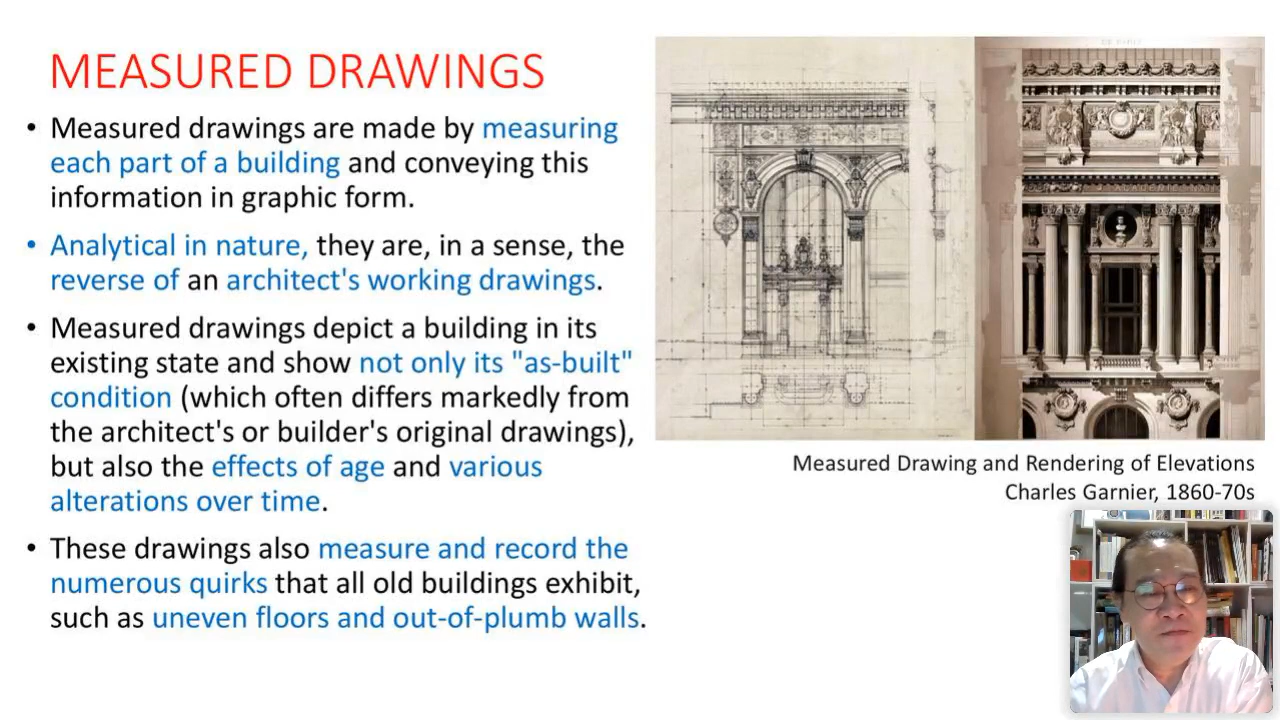 MEASURED DRAWINGS
• Measured drawings are made by measuring
each part of a building and conveying this
information in graphic form.
• Analytical in nature, they are, in a sense, the
reverse of an architect's working drawings.
• Measured drawings depict a building in its
existing state and show not only its "as-built"
condition (which often differs markedly from
the architect's or builder's original drawings),
but also the effects of age and various
alterations over time.
• These drawings also measure and record the
numerous quirks that all old buildings exhibit,
such as uneven floors and out-of-plumb walls.
Measured Drawing and Rendering of Elevations
Charles Garnier, 1860-70s